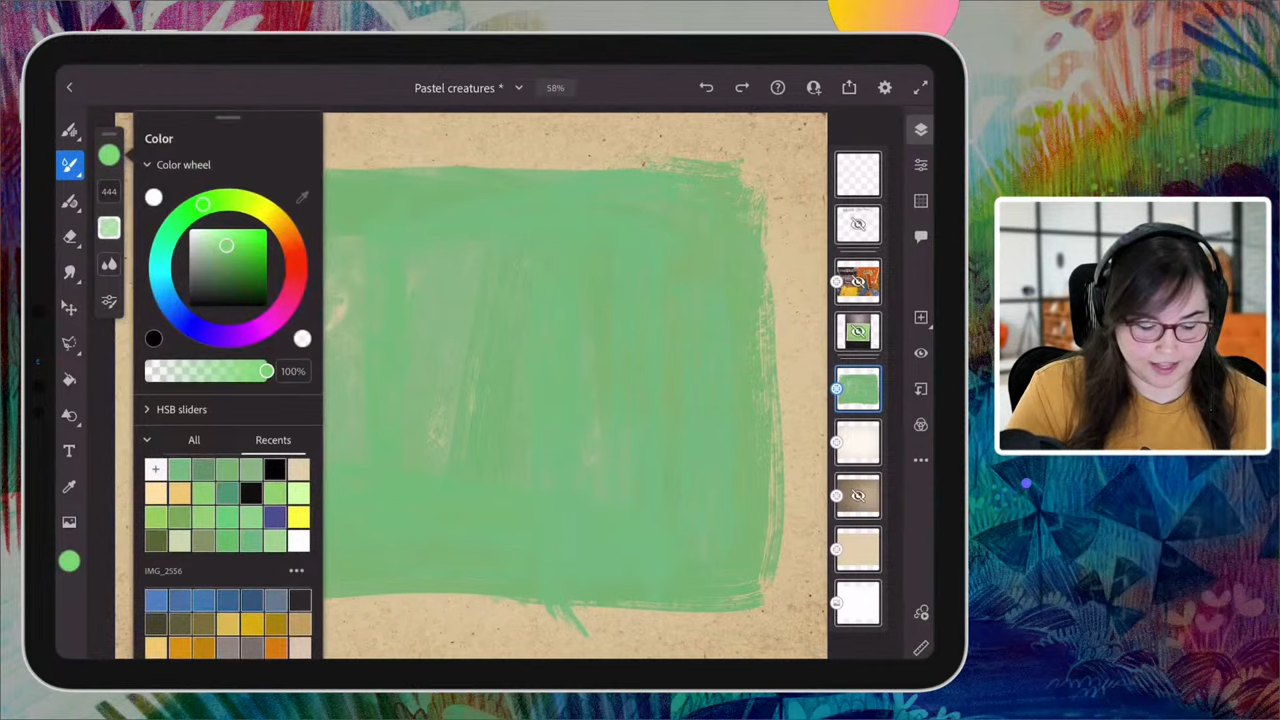 Pastel creatures *
58%
Color
Color wheel
444
100%
HSB sliders
All
Recents
+
T
IMG_2556